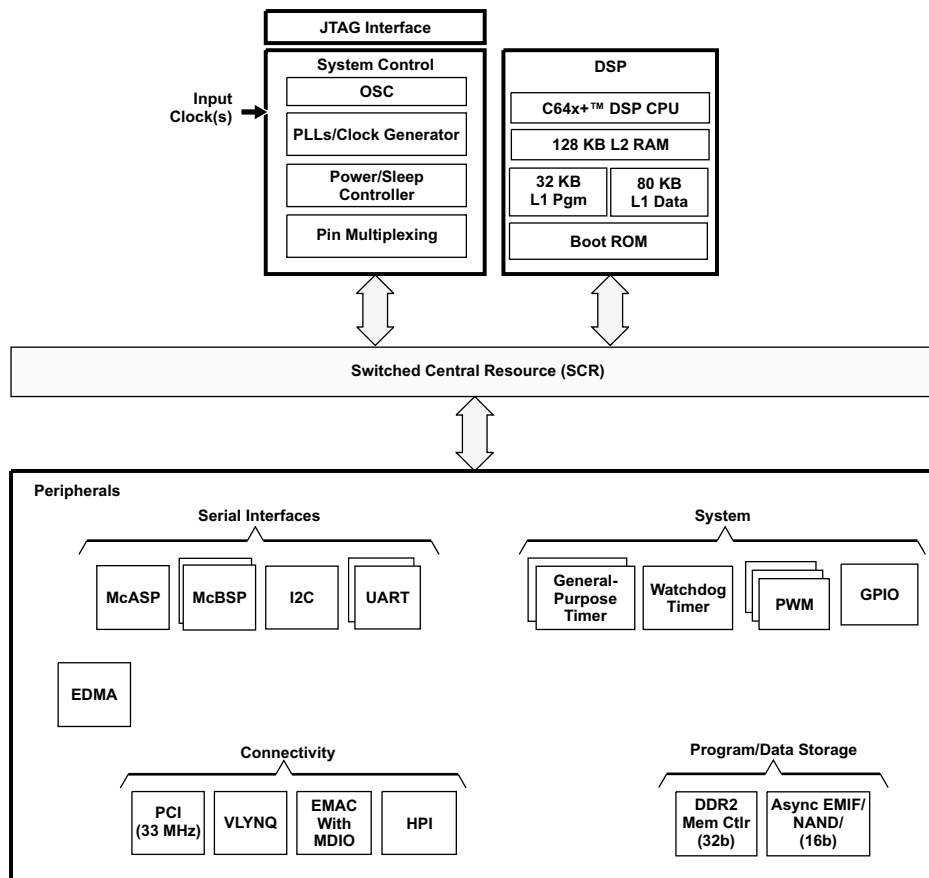 JTAG Interface
System Control
OSC
PLLs/Clock Generator
Power/Sleep
Controller
Pin Multiplexing
Input
Clock(s)
DSP
C64x+™ DSP CPU
128 KB L2 RAM
32 KB
L1 Pgm
80 KB
L1 Data
Boot ROM
Switched Central Resource (SCR)
Peripherals
Serial Interfaces
McASP
McBSP
I2C
UART
System
General-
Purpose
Timer
Watchdog
Timer
PWM
GPIO
EDMA
Connectivity
PCI
(33 MHz)
VLYNQ
EMAC
With
MDIO
HPI
Program/Data Storage
DDR2
Mem Ctlr
(32b)
Async EMIF/
NAND/
(16b)